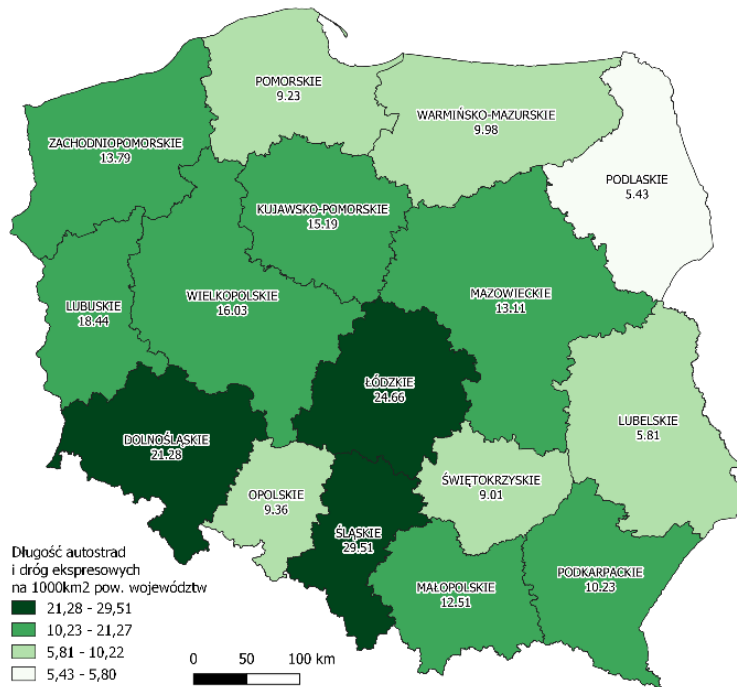 POMORSKIE
9.23
WARMIŃSKO-MAZURSKIE
9.98
ZACHODNIOPOMORSKIE
13.79
PODLASKIE
5.43
KUJAWSKO-POMORSKIE
15.19
LUBUSKIE
18.44
WIELKOPOLSKIE
16.03
MAZOWIECKIE
13.11
ŁÓDZKIE
24.66
LUBELSKIE
5.81
DOLNOŚLĄSKIE
21.28
OPOLSKIE
9.36
ŚWIĘTOKRZYSKIE
9.01
ŚLĄSKIE
29.51
MAŁOPOLSKIE
12.51
PODKARPACKIE
10.23
Długość autostrad
i dróg ekspresowych
na 1000km2 pow. województw
21,28 - 29,51
10,23 - 21,27
5,81 - 10,22
5,43 - 5,80
0 50 100 km